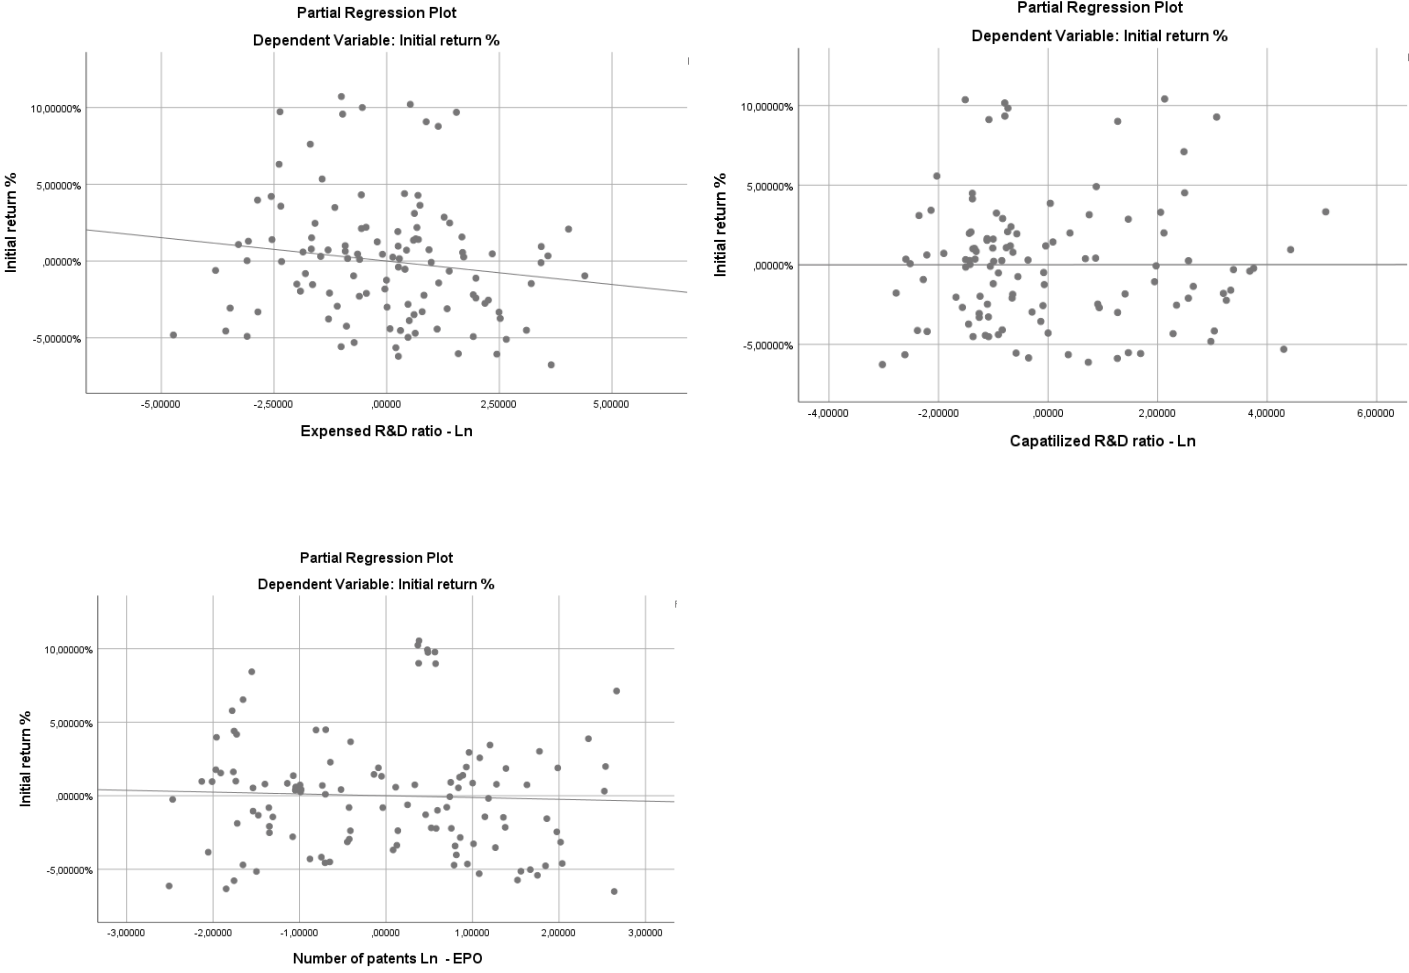 Partial Regression Plot
Dependent Variable: Initial return %
Initial return %
10,00000%
5,00000%
,00000%
-5,00000%
-5,00000
-2,50000
,00000
2,50000
5,00000
Expensed R&D ratio - Ln
Partial Regression Plot
Dependent Variable: Initial return %
Initial return %
10,00000%
5,00000%
,00000%
-5,00000%
-4,00000
-2,00000
,00000
2,00000
4,00000
6,00000
Capatilized R&D ratio - Ln
Partial Regression Plot
Dependent Variable: Initial return %
Initial return %
10,00000%
5,00000%
,00000%
-5,00000%
-3,00000
-2,00000
-1,00000
,00000
1,00000
2,00000
3,00000
Number of patents Ln - EPO